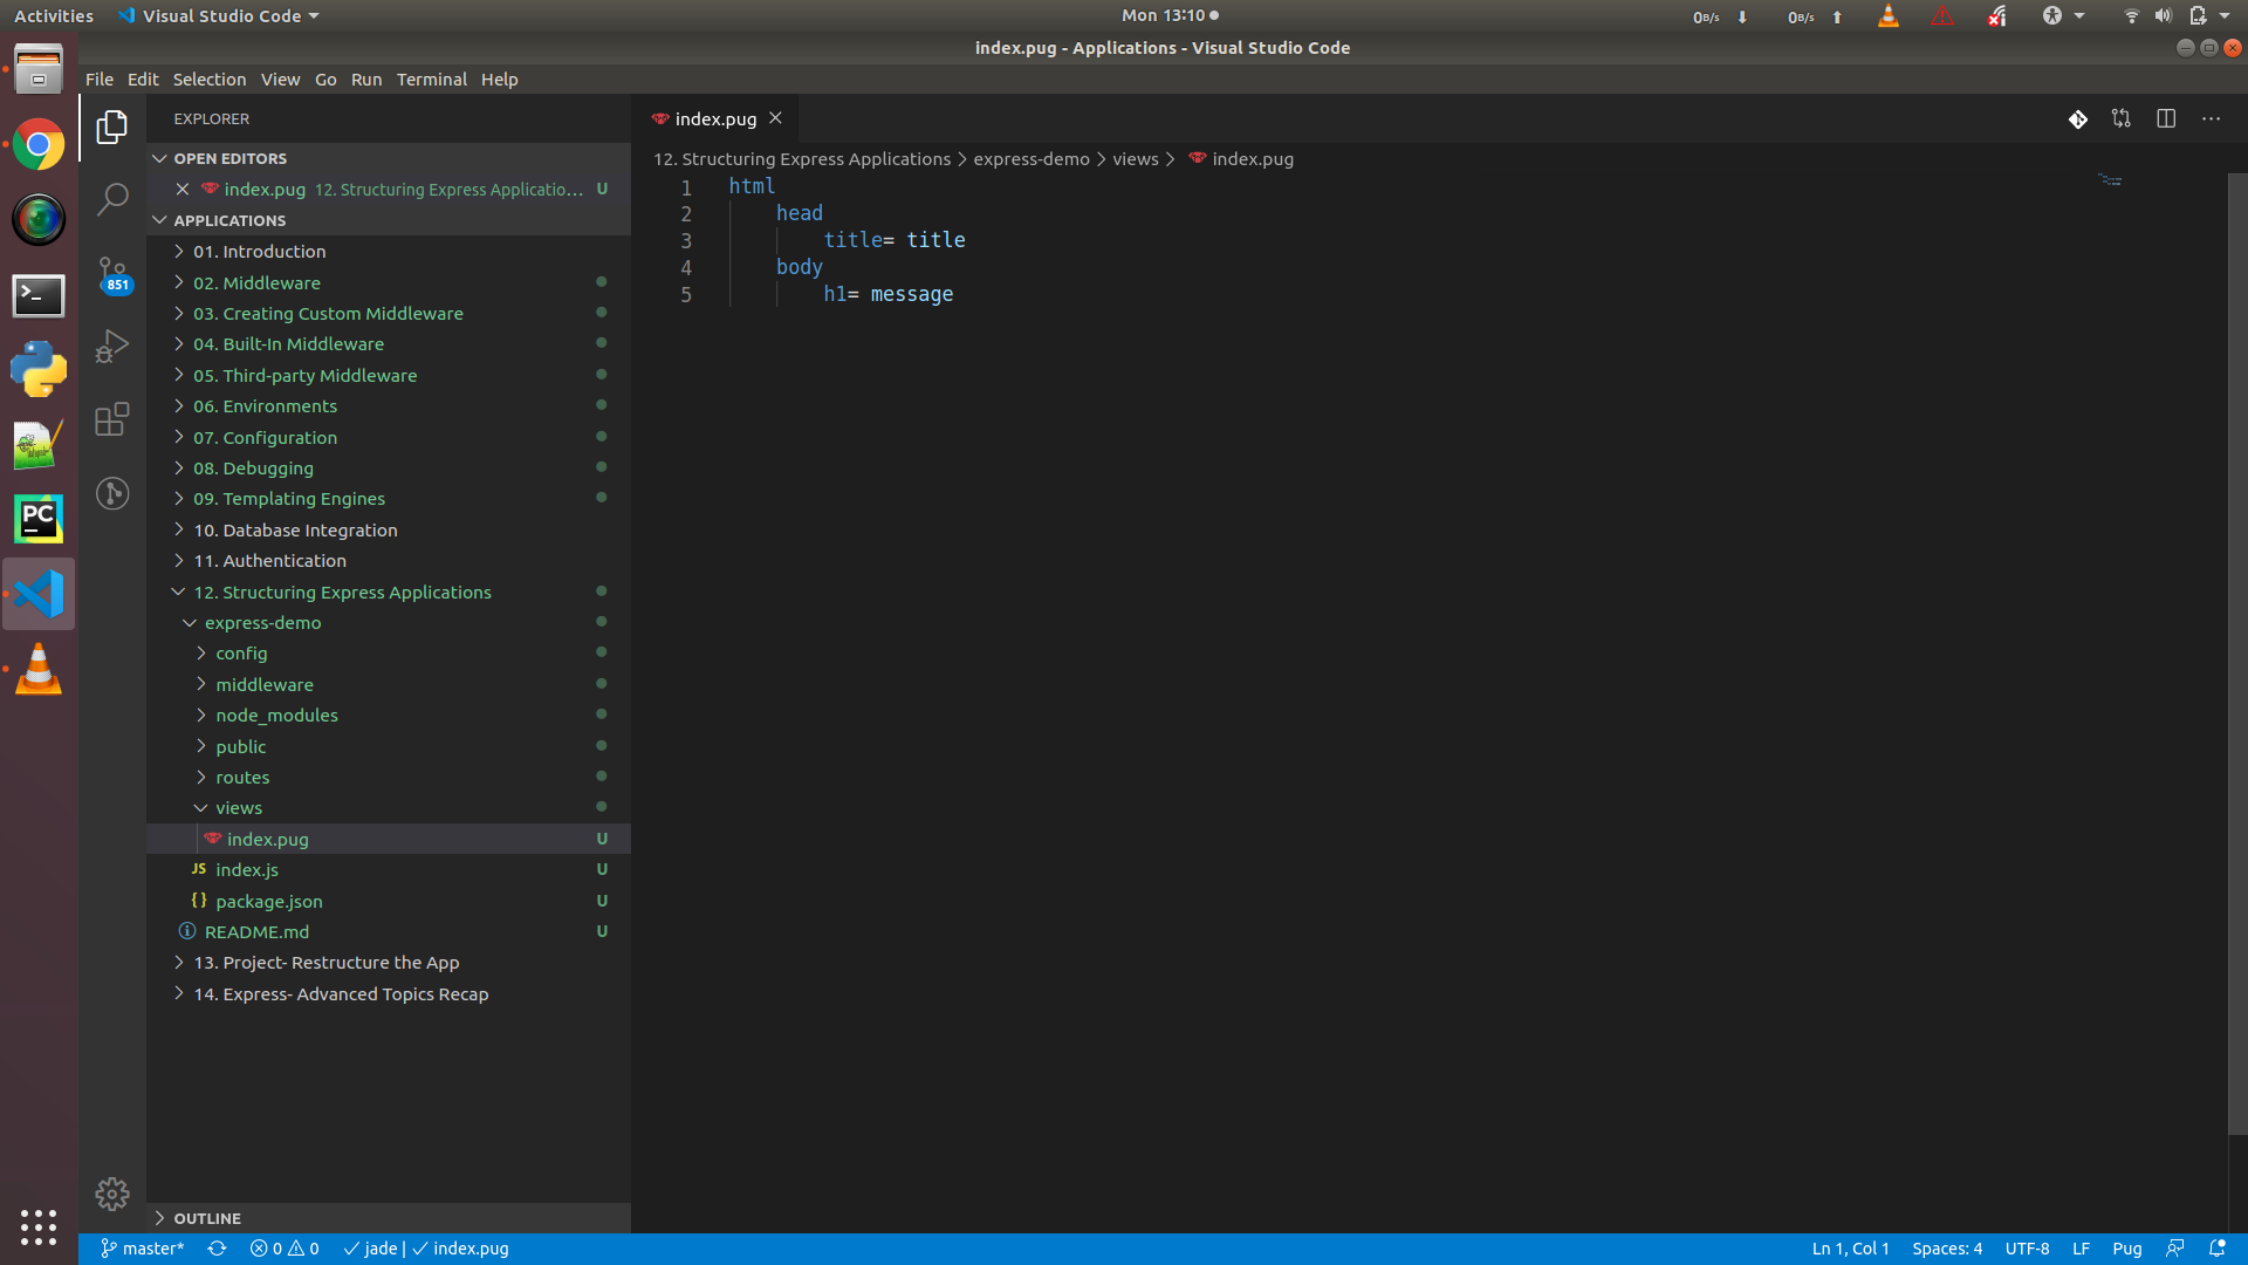 Activities Visual Studio Code Mon 13:10 0B/s 0B/s
index.pug - Applications - Visual Studio Code
File Edit Selection View Go Run Terminal Help
EXPLORER
OPEN EDITORS
index.pug 12. Structuring Express Applicatio... U
APPLICATIONS
01. Introduction
02. Middleware
03. Creating Custom Middleware
04. Built-In Middleware
05. Third-party Middleware
06. Environments
07. Configuration
08. Debugging
09. Templating Engines
10. Database Integration
11. Authentication
12. Structuring Express Applications
express-demo
config
middleware
node_modules
public
routes
views
index.pug U
JS index.js U
{} package.json U
README.md U
13. Project- Restructure the App
14. Express- Advanced Topics Recap
OUTLINE
851
PC
index.pug
12. Structuring Express Applications > express-demo > views > index.pug
1 html
2 head
3 title= title
4 body
5 h1= message
master* 0 0 jade | index.pug Ln 1, Col 1 Spaces: 4 UTF-8 LF Pug